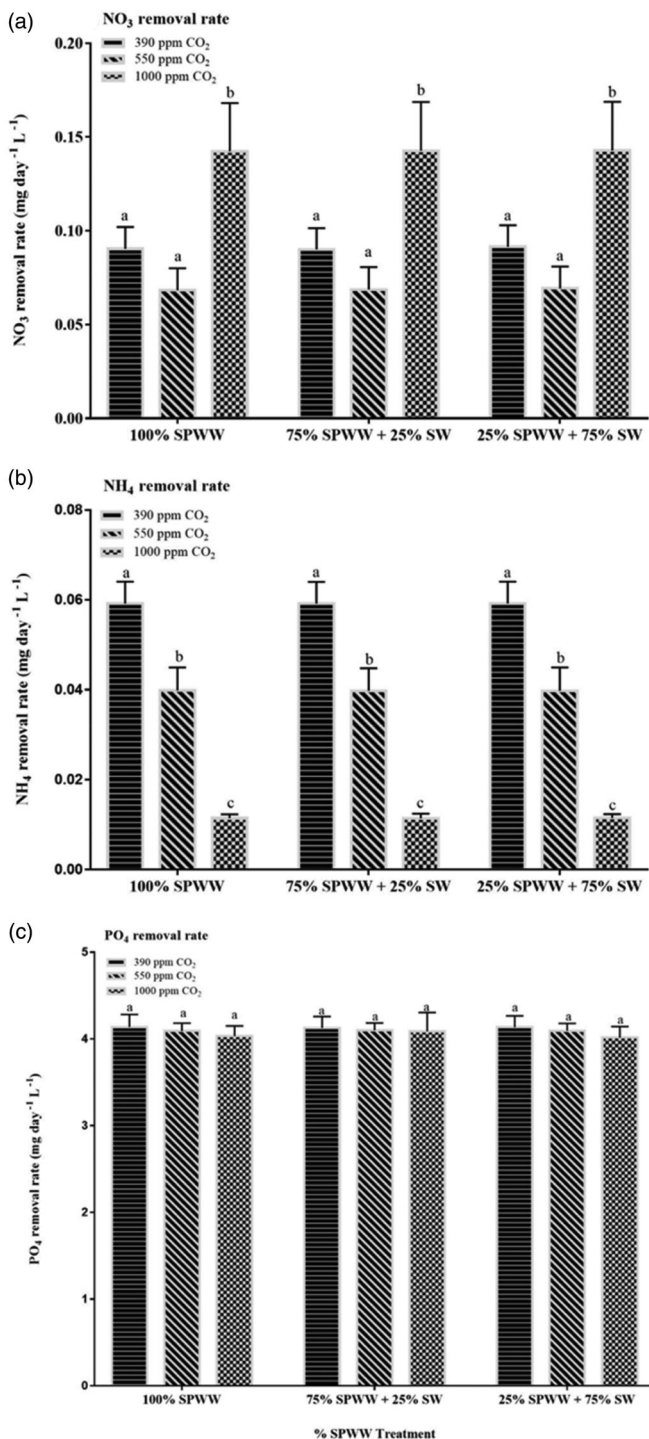 (a)
NO3 removal rate
390 ppm CO2
550 ppm CO2
1000 ppm CO2
NO3 removal rate (mg day-1 L-1)
0.20
0.15
0.10
0.05
0.00
a a b
a a b
a a b
100% SPWW
75% SPWW + 25% SW
25% SPWW + 75% SW
(b)
NH4 removal rate
390 ppm CO2
550 ppm CO2
1000 ppm CO2
NH4 removal rate (mg day-1 L-1)
0.08
0.06
0.04
0.02
0.00
a b c
a b c
a b c
100% SPWW
75% SPWW + 25% SW
25% SPWW + 75% SW
(c)
PO4 removal rate
390 ppm CO2
550 ppm CO2
1000 ppm CO2
PO4 removal rate (mg day-1 L-1)
5
4
3
2
1
0
a a a
a a a
a a a
100% SPWW
75% SPWW + 25% SW
25% SPWW + 75% SW
% SPWW Treatment